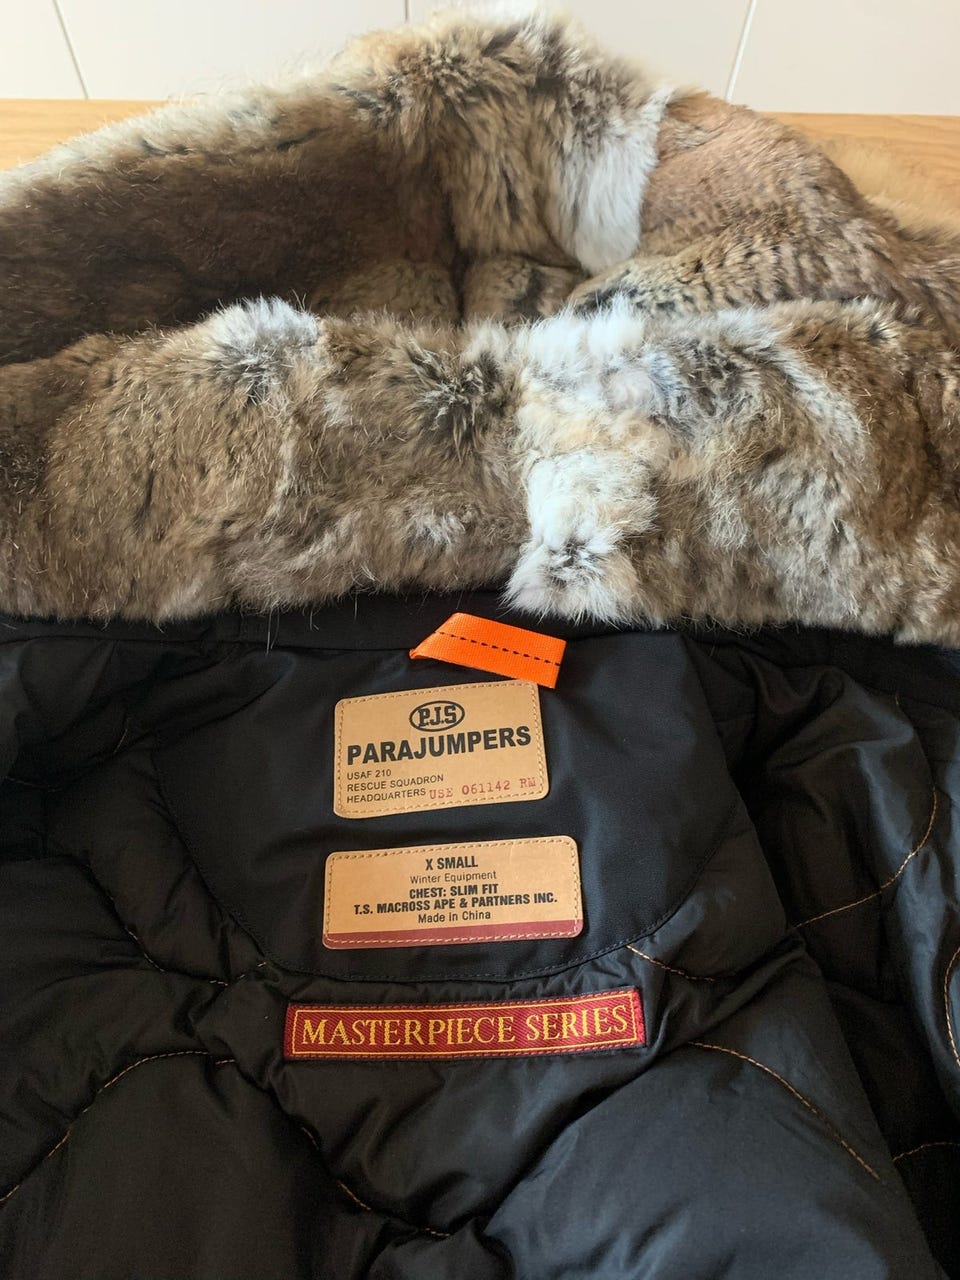 P.J.S
PARAJUMPERS
USAF 210
RESCUE SQUADRON
HEADQUARTERS USE 061142 RM
X SMALL
Winter Equipment
CHEST: SLIM FIT
T.S. MACROSS APE & PARTNERS INC.
Made in China
MASTERPIECE SERIES